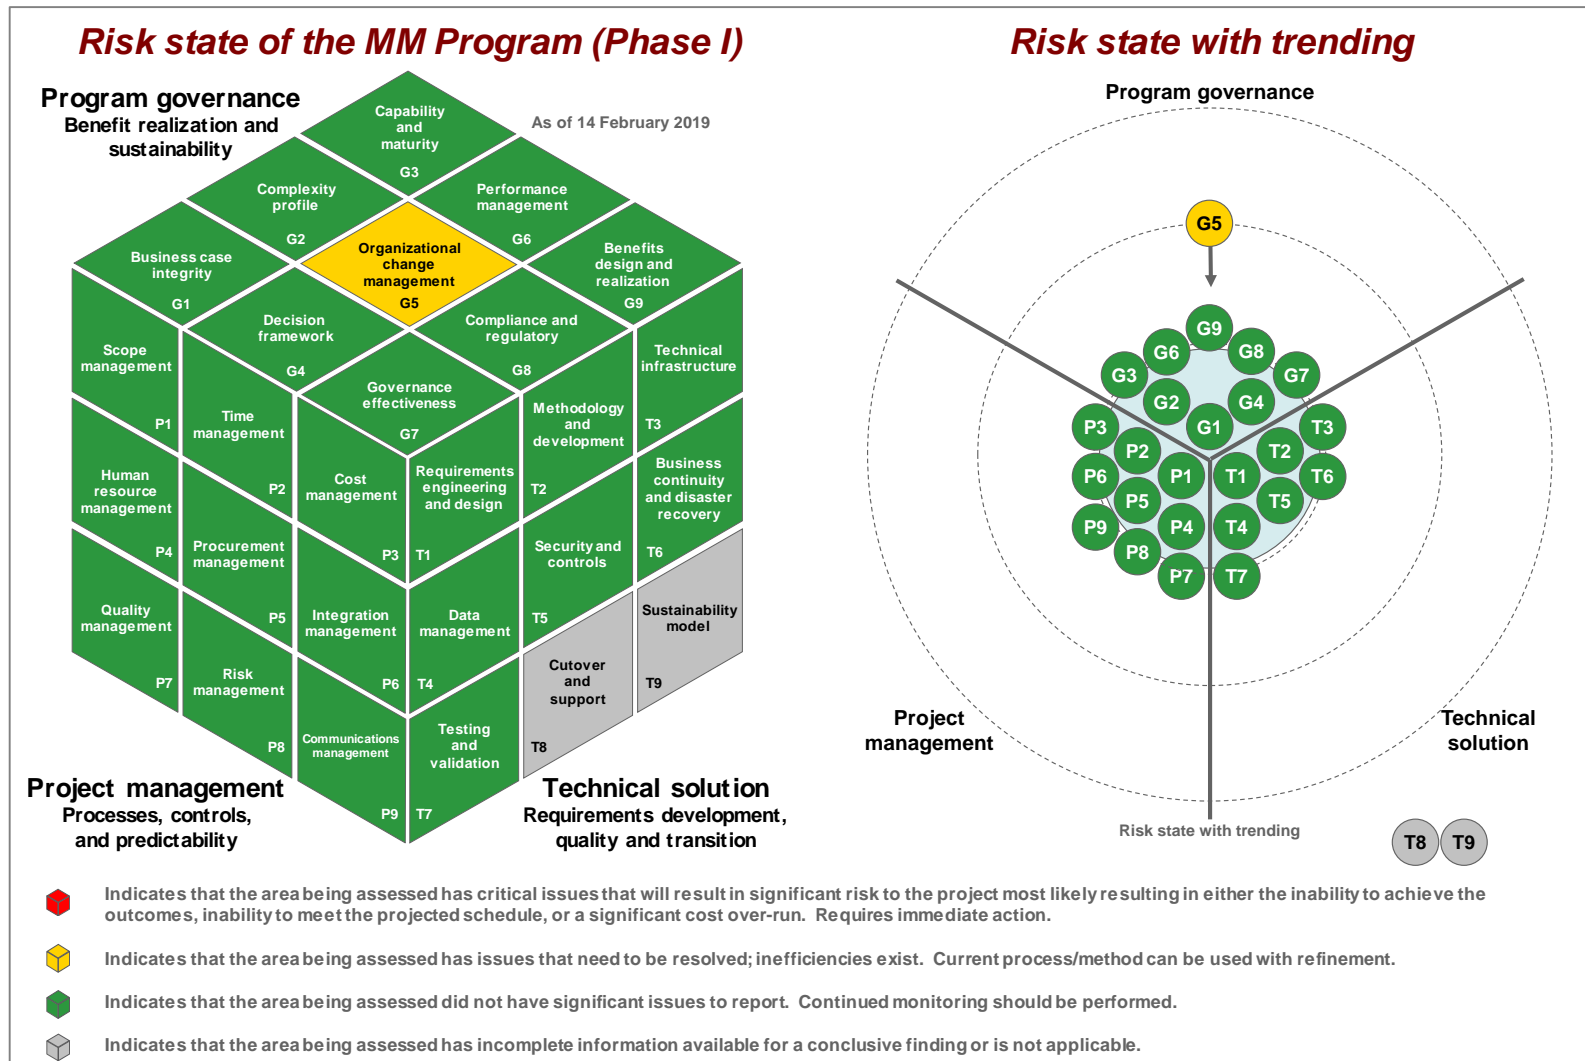 Risk state of the MM Program (Phase I)
Risk state with trending
Program governance
Benefit realization and
sustainability
As of 14 February 2019
Capability
and
maturity
G3
Complexity
profile
G2
Performance
management
G6
Business case
integrity
G1
Organizational
change
management
G5
Benefits
design and
realization
G9
Decision
framework
G4
Compliance and
regulatory
G8
Governance
effectiveness
G7
Scope
management
P1
Time
management
P2
Cost
management
P3
Human
resource
management
P4
Procurement
management
P5
Integration
management
P6
Quality
management
P7
Risk
management
P8
Communications
management
P9
Requirements
engineering
and design
T1
Methodology
and
development
T2
Technical
infrastructure
T3
Data
management
T4
Security and
controls
T5
Business
continuity
and disaster
recovery
T6
Testing
and
validation
T7
Cutover
and
support
T8
Sustainability
model
T9
Project management
Processes, controls,
and predictability
Technical solution
Requirements development,
quality and transition
Program governance
G5
G9
G6
G8
G3
G7
G2
G4
G1
P3
P2
P1
P6
P5
P4
P9
P8
P7
T3
T2
T1
T6
T5
T4
T7
Project
management
Technical
solution
Risk state with trending
T8
T9
Indicates that the area being assessed has critical issues that will result in significant risk to the project most likely resulting in either the inability to achieve the
outcomes, inability to meet the projected schedule, or a significant cost over-run. Requires immediate action.
Indicates that the area being assessed has issues that need to be resolved; inefficiencies exist. Current process/method can be used with refinement.
Indicates that the area being assessed did not have significant issues to report. Continued monitoring should be performed.
Indicates that the area being assessed has incomplete information available for a conclusive finding or is not applicable.